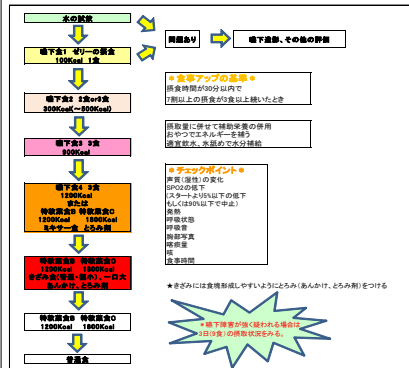 水の試飲
問題あり
嚥下造影、その他の評価
嚥下食1 ゼリーの摂食
100Kcal 1食
＊食事アップの基準＊
摂食時間が30分以内で
7割以上の摂食が3食以上続いたとき
嚥下食2 2食or3食
300Kcal(～500Kcal)
摂取量に併せて補助栄養の併用
おやつでエネルギーを補う
適宜飲水、氷舐めで水分補給
嚥下食3 3食
900Kcal
＊チェックポイント＊
声質(湿性)の変化
SPO2の低下
(スタートより5%以下の低下
もしくは90%以下で中止)
発熱
呼吸状態
呼吸音
胸部写真
喀痰量
咳
食事時間
嚥下食4 3食
1200Kcal
または
特軟菜食B 特軟菜食C
1200Kcal 1600Kcal
ミキサー食 とろみ剤
特軟菜食B 特軟菜食C
1200Kcal 1600Kcal
きざみ食 一口大
あんかけ、とろみ剤
★きざみには食塊形成しやすいようにとろみ(あんかけ、とろみ剤)をつける
特軟菜食B 特軟菜食C
1200Kcal 1600Kcal
＊嚥下障害が強く疑われる場合は
3日(9食)の摂取状況をみる。
普通食